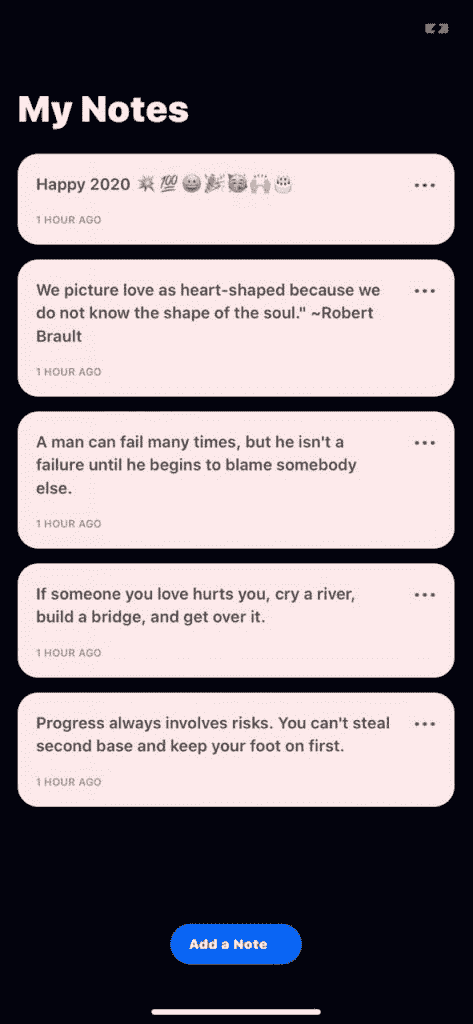 My Notes
Happy 2020 💥💯😀🎉🥳🙌🎂
1 HOUR AGO
We picture love as heart-shaped because we
do not know the shape of the soul." ~Robert
Brault
1 HOUR AGO
A man can fail many times, but he isn't a
failure until he begins to blame somebody
else.
1 HOUR AGO
If someone you love hurts you, cry a river,
build a bridge, and get over it.
1 HOUR AGO
Progress always involves risks. You can't steal
second base and keep your foot on first.
1 HOUR AGO
Add a Note